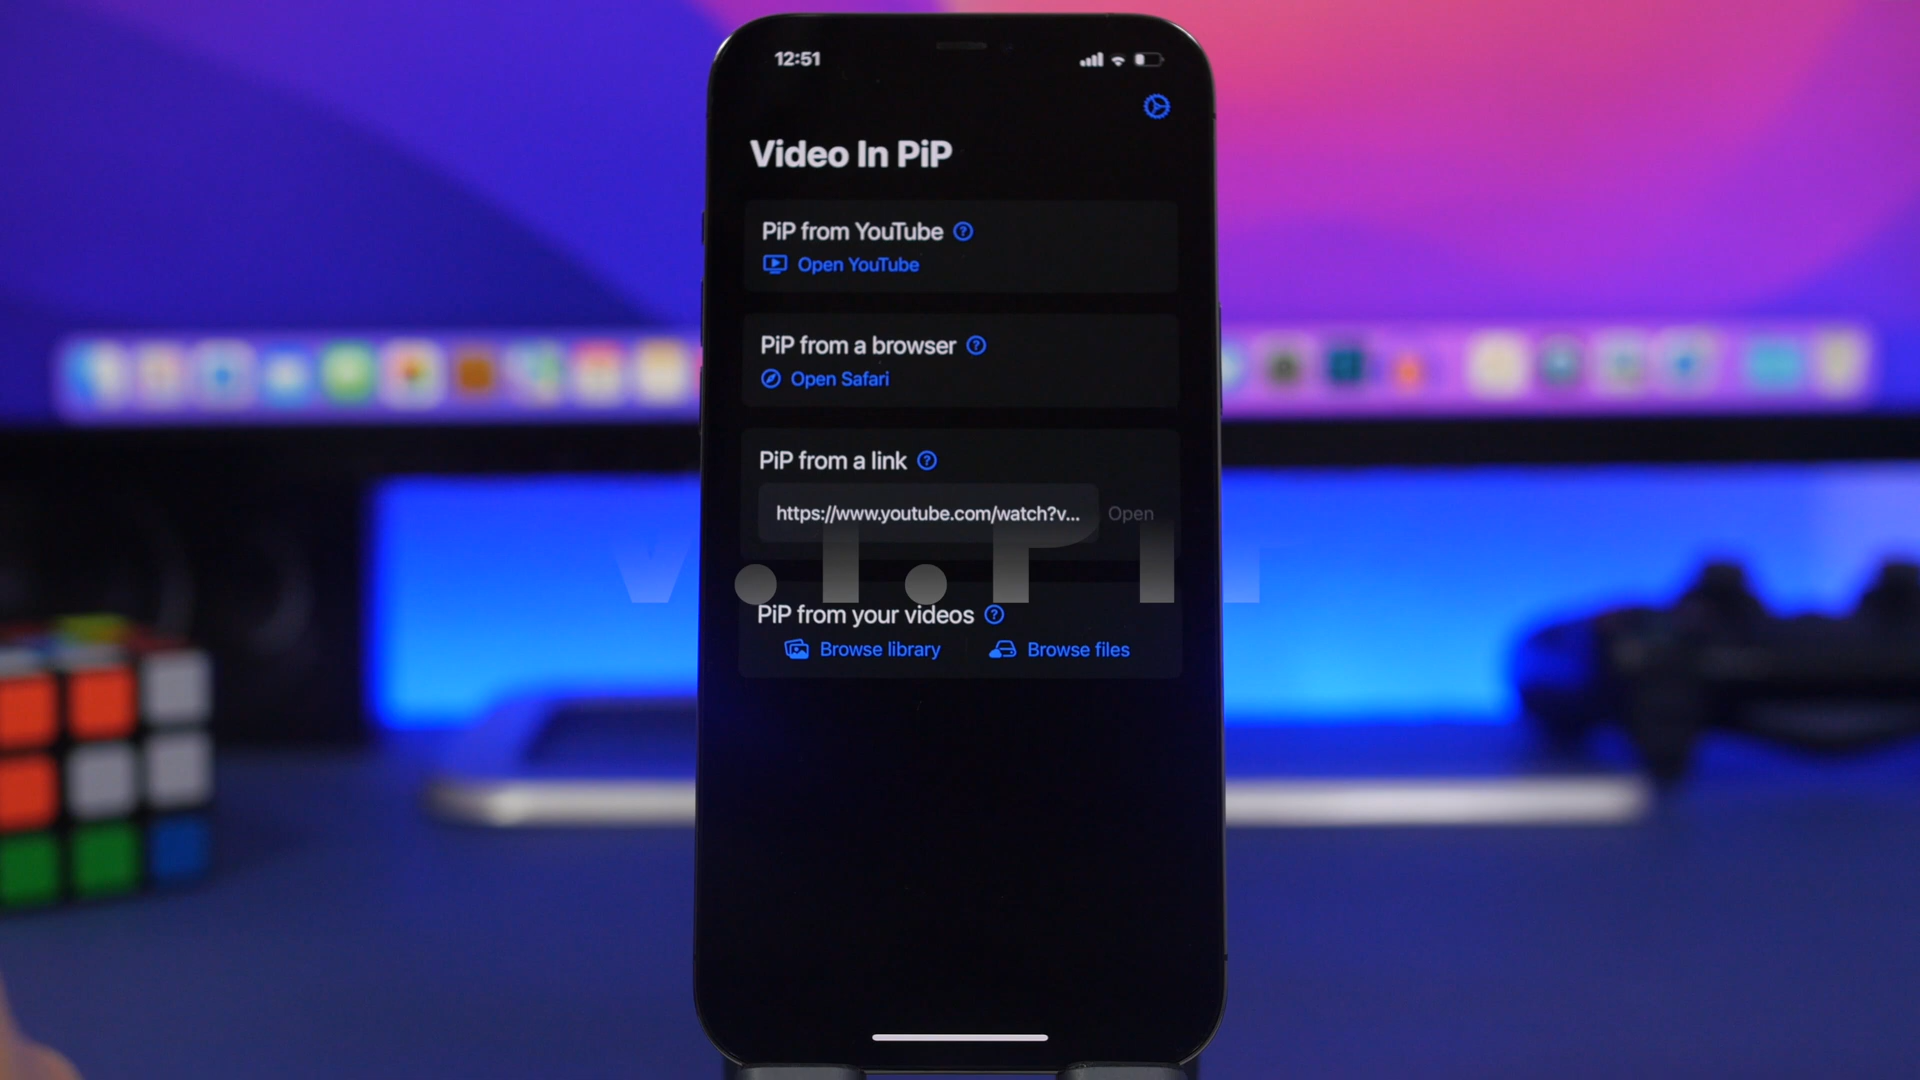 12:51
Video In PiP
PiP from YouTube ?
Open YouTube
PiP from a browser ?
Open Safari
PiP from a link ?
https://www.youtube.com/watch?v... Open
PiP from your videos ?
Browse library Browse files